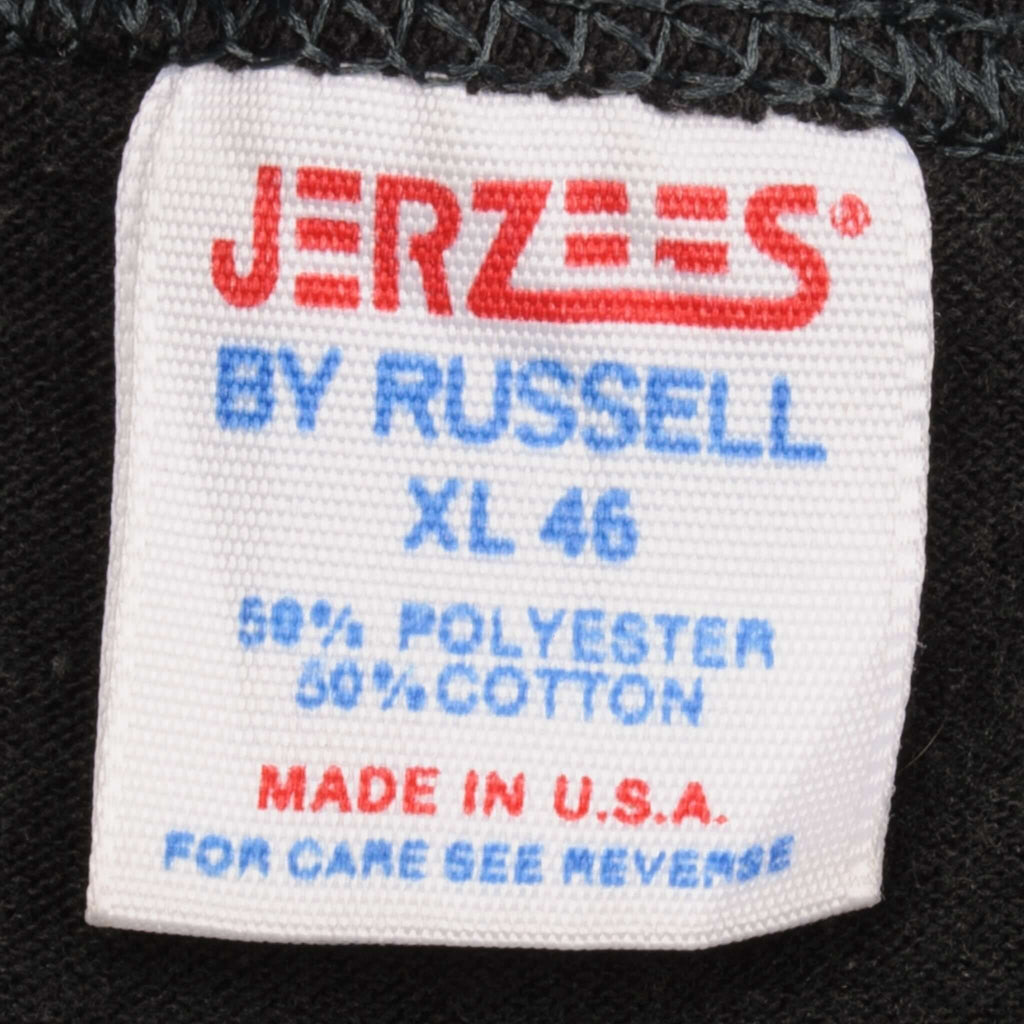 JERZEES®
BY RUSSELL
XL 46
50% POLYESTER
50% COTTON
MADE IN U.S.A.
FOR CARE SEE REVERSE